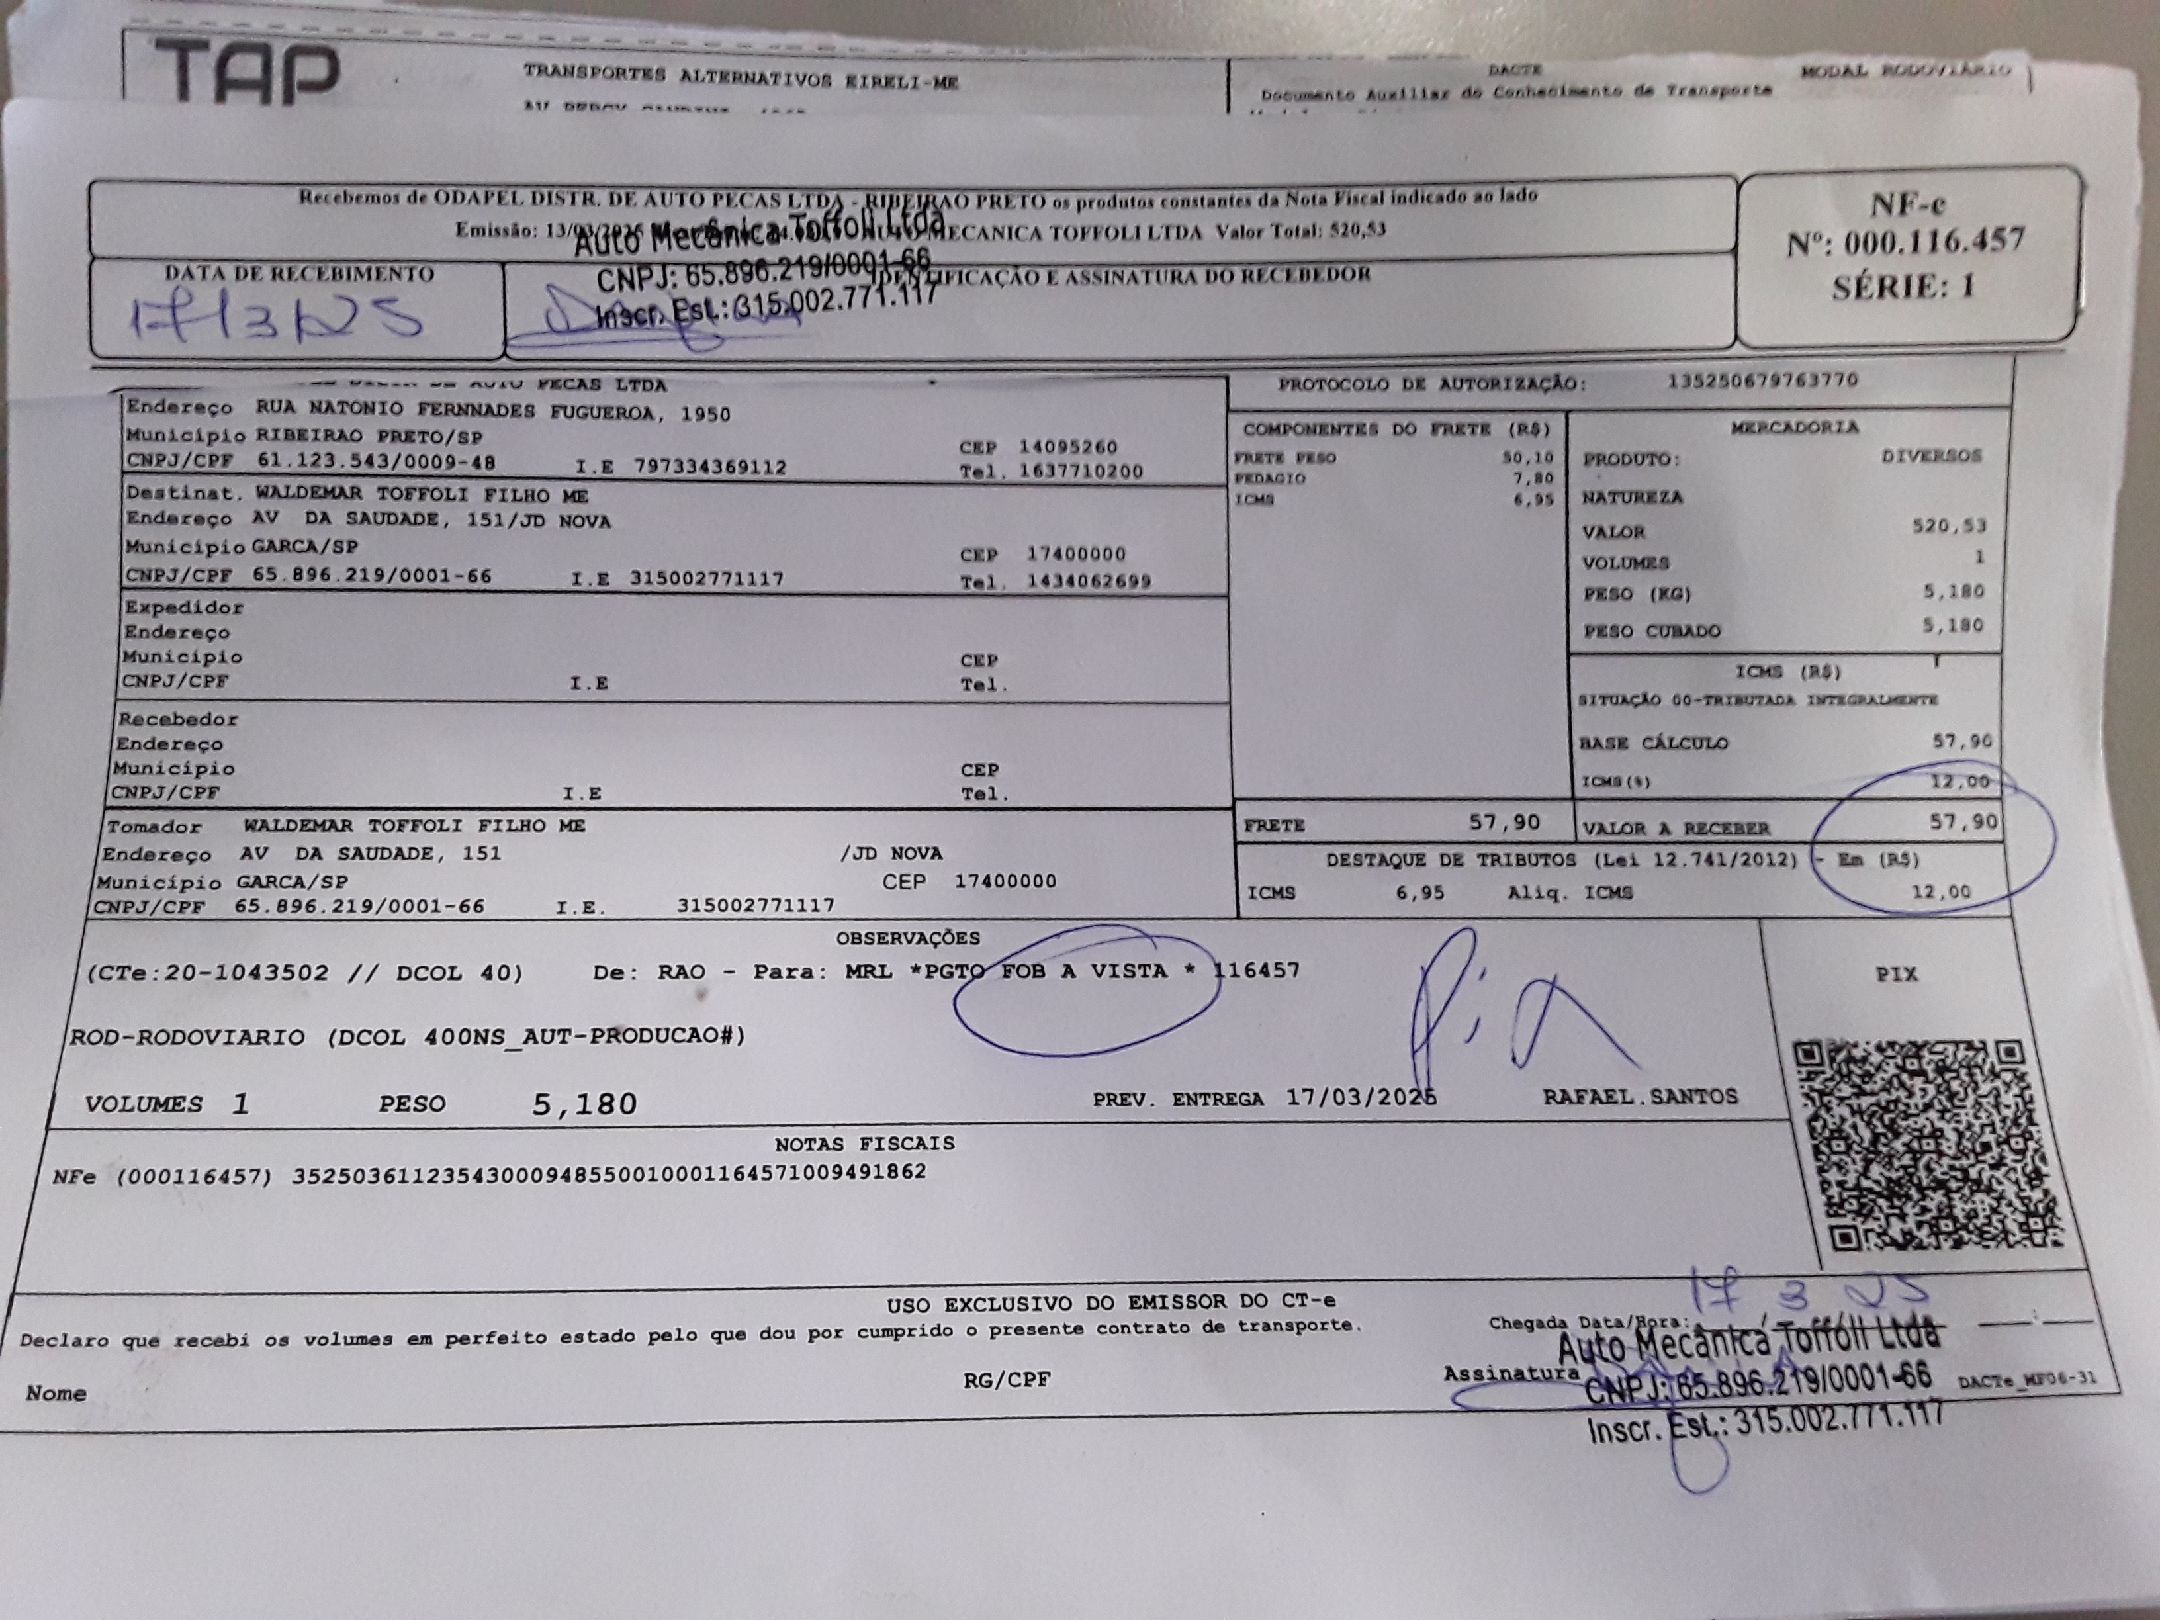 TAP
TRANSPORTES ALTERNATIVOS EIRELI-ME
DACTE
MODAL RODOVIÁRIO
Documento Auxiliar do Conhecimento de Transporte
Recebemos de ODAPEL DISTR. DE AUTO PECAS LTDA - RIBEIRAO PRETO os produtos constantes da Nota Fiscal indicado ao lado
Emissão: 13/03/2025 MECANICA TOFFOLI LTDA Valor Total: 520,53
NF-e
Nº: 000.116.457
SÉRIE: 1
DATA DE RECEBIMENTO
17/3/25
IDENTIFICAÇÃO E ASSINATURA DO RECEBEDOR
Auto Mecânica Toffoli Ltda
CNPJ: 65.896.219/0001-66
Inscr. Est.: 315.002.771.117
AUTO PECAS LTDA
Endereço RUA NATONIO FERNNADES FUGUEROA, 1950
Município RIBEIRAO PRETO/SP CEP 14095260
CNPJ/CPF 61.123.543/0009-48 I.E 797334369112 Tel. 1637710200
Destinat. WALDEMAR TOFFOLI FILHO ME
Endereço AV DA SAUDADE, 151/JD NOVA
Município GARCA/SP CEP 17400000
CNPJ/CPF 65.896.219/0001-66 I.E 315002771117 Tel. 1434062699
Expedidor
Endereço
Município CEP
CNPJ/CPF I.E Tel.
Recebedor
Endereço
Município CEP
CNPJ/CPF I.E Tel.
Tomador WALDEMAR TOFFOLI FILHO ME
Endereço AV DA SAUDADE, 151 /JD NOVA
Município GARCA/SP CEP 17400000
CNPJ/CPF 65.896.219/0001-66 I.E. 315002771117
PROTOCOLO DE AUTORIZAÇÃO: 135250679763770
COMPONENTES DO FRETE (R$)
FRETE PESO 50,10
PEDAGIO 7,80
ICMS 6,95
MERCADORIA
PRODUTO: DIVERSOS
NATUREZA
VALOR 520,53
VOLUMES 1
PESO (KG) 5,180
PESO CUBADO 5,180
ICMS (R$)
SITUAÇÃO 00-TRIBUTADA INTEGRALMENTE
BASE CÁLCULO 57,90
ICMS(%) 12,00
FRETE 57,90
VALOR A RECEBER 57,90
DESTAQUE DE TRIBUTOS (Lei 12.741/2012) - Em (R$)
ICMS 6,95 Aliq. ICMS 12,00
OBSERVAÇÕES
(CTe:20-1043502 // DCOL 40) De: RAO - Para: MRL *PGTO FOB A VISTA * 116457
Pix
PIX
ROD-RODOVIARIO (DCOL 400NS_AUT-PRODUCAO#)
VOLUMES 1 PESO 5,180 PREV. ENTREGA 17/03/2025 RAFAEL.SANTOS
NOTAS FISCAIS
NFe (000116457) 35250361123543000948550010001164571009491862
USO EXCLUSIVO DO EMISSOR DO CT-e
Declaro que recebi os volumes em perfeito estado pelo que dou por cumprido o presente contrato de transporte.
Chegada Data/Hora: 17 3 25
Nome RG/CPF Assinatura
Auto Mecânica Toffoli Ltda
CNPJ: 65.896.219/0001-66
Inscr. Est.: 315.002.771.117
DACTe_MF06-31